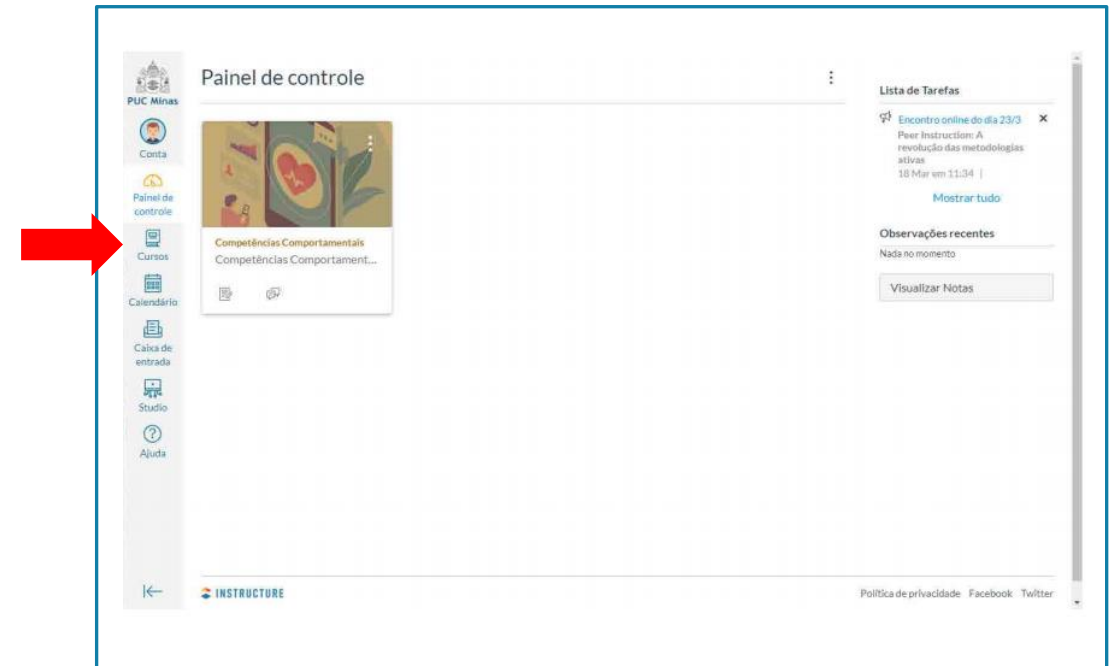 PUC Minas
Conta
Painel de
controle
Cursos
Calendário
Caixa de
entrada
Studio
Ajuda
Painel de controle
Competências Comportamentais
Competências Comportament...
Lista de Tarefas
Encontro online do dia 23/3
Peer Instruction: A
revolução das metodologias
ativas
18 Mar em 11:34 |
Mostrar tudo
Observações recentes
Nada no momento
Visualizar Notas
INSTRUCTURE
Política de privacidade Facebook Twitter